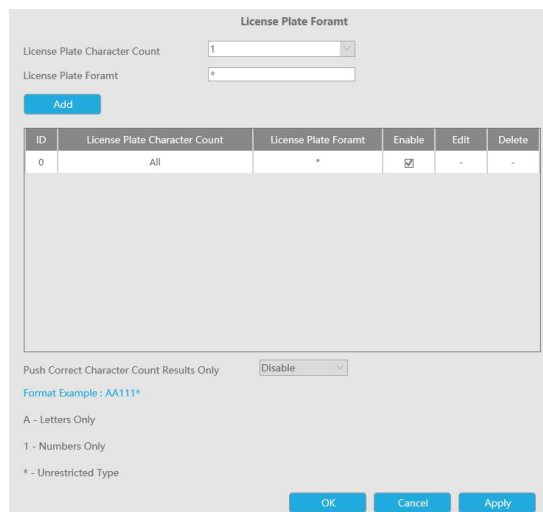 License Plate Foramt
License Plate Character Count 1
License Plate Foramt *
Add
ID License Plate Character Count License Plate Foramt Enable Edit Delete
0 All * - -
Push Correct Character Count Results Only Disable
Format Example : AA111*
A - Letters Only
1 - Numbers Only
* - Unrestricted Type
OK Cancel Apply